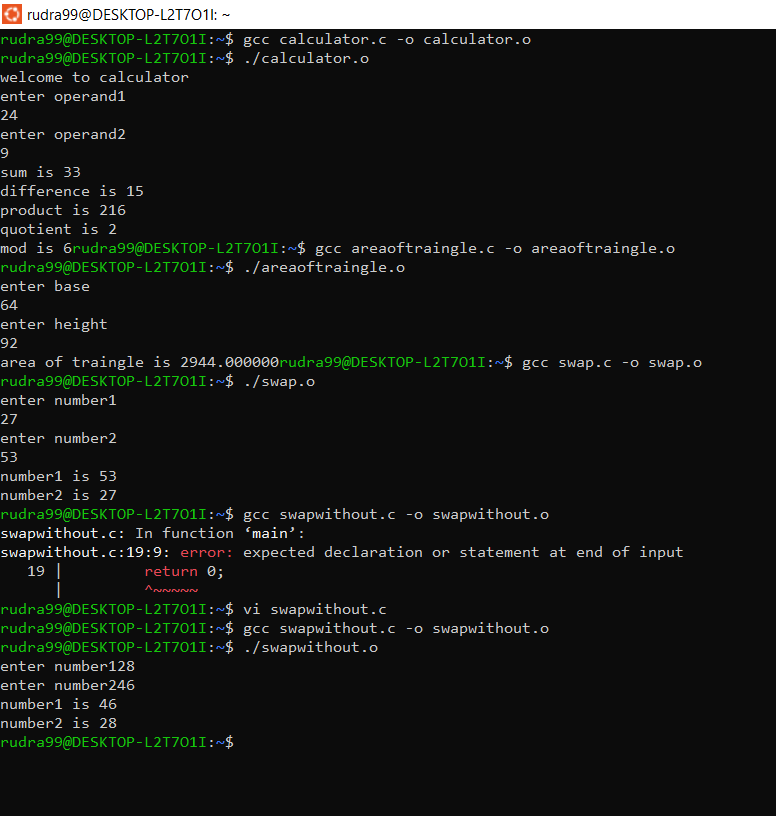 rudra99@DESKTOP-L2T7O1I: ~
rudra99@DESKTOP-L2T7O1I:~$ gcc calculator.c -o calculator.o
rudra99@DESKTOP-L2T7O1I:~$ ./calculator.o
welcome to calculator
enter operand1
24
enter operand2
9
sum is 33
difference is 15
product is 216
quotient is 2
mod is 6rudra99@DESKTOP-L2T7O1I:~$ gcc areaoftraingle.c -o areaoftraingle.o
rudra99@DESKTOP-L2T7O1I:~$ ./areaoftraingle.o
enter base
64
enter height
92
area of traingle is 2944.000000rudra99@DESKTOP-L2T7O1I:~$ gcc swap.c -o swap.o
rudra99@DESKTOP-L2T7O1I:~$ ./swap.o
enter number1
27
enter number2
53
number1 is 53
number2 is 27
rudra99@DESKTOP-L2T7O1I:~$ gcc swapwithout.c -o swapwithout.o
swapwithout.c: In function ‘main’:
swapwithout.c:19:9: error: expected declaration or statement at end of input
   19 |         return 0;
      |         ^~~~~~
rudra99@DESKTOP-L2T7O1I:~$ vi swapwithout.c
rudra99@DESKTOP-L2T7O1I:~$ gcc swapwithout.c -o swapwithout.o
rudra99@DESKTOP-L2T7O1I:~$ ./swapwithout.o
enter number128
enter number246
number1 is 46
number2 is 28
rudra99@DESKTOP-L2T7O1I:~$